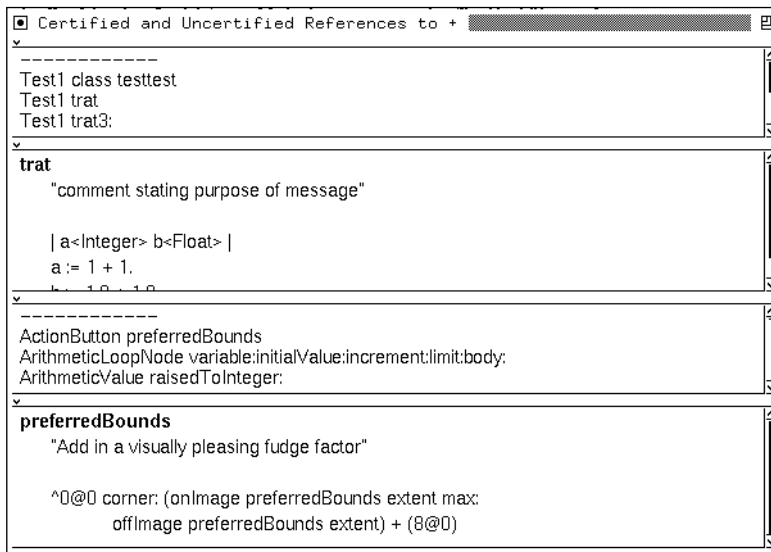 Certified and Uncertified References to +
------------
Test1 class testtest
Test1 trat
Test1 trat3:
trat
"comment stating purpose of message"
| a<Integer> b<Float> |
a := 1 + 1.
------------
ActionButton preferredBounds
ArithmeticLoopNode variable:initialValue:increment:limit:body:
ArithmeticValue raisedToInteger:
preferredBounds
"Add in a visually pleasing fudge factor"
^0@0 corner: (onImage preferredBounds extent max:
offImage preferredBounds extent) + (8@0)